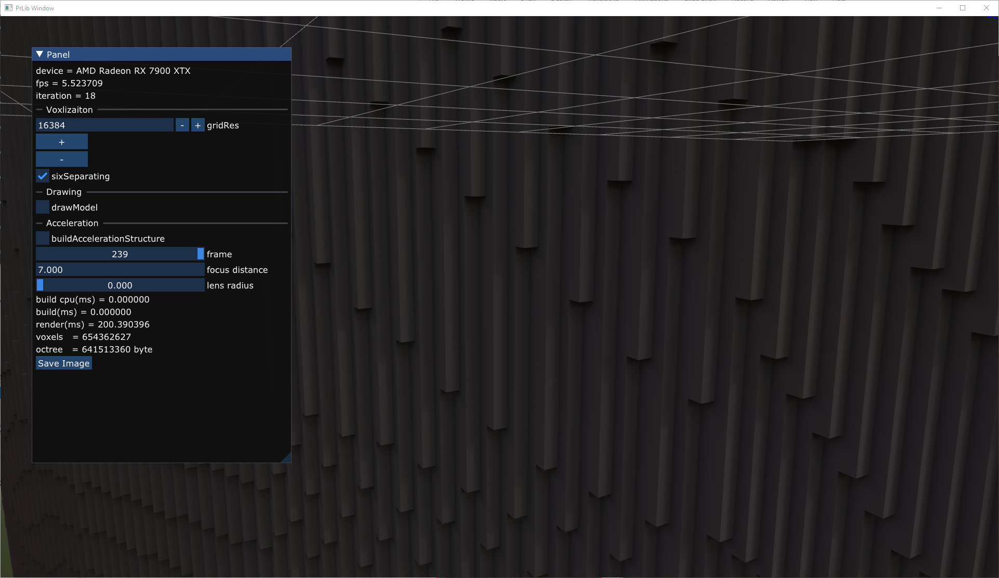 PrLib Window
Panel
device = AMD Radeon RX 7900 XTX
fps = 5.523709
iteration = 18
Voxlizaiton
16384 - + gridRes
+
-
sixSeparating
Drawing
drawModel
Acceleration
buildAccelerationStructure
239 frame
7.000 focus distance
0.000 lens radius
build cpu(ms) = 0.000000
build(ms) = 0.000000
render(ms) = 200.390396
voxels = 654362627
octree = 641513360 byte
Save Image